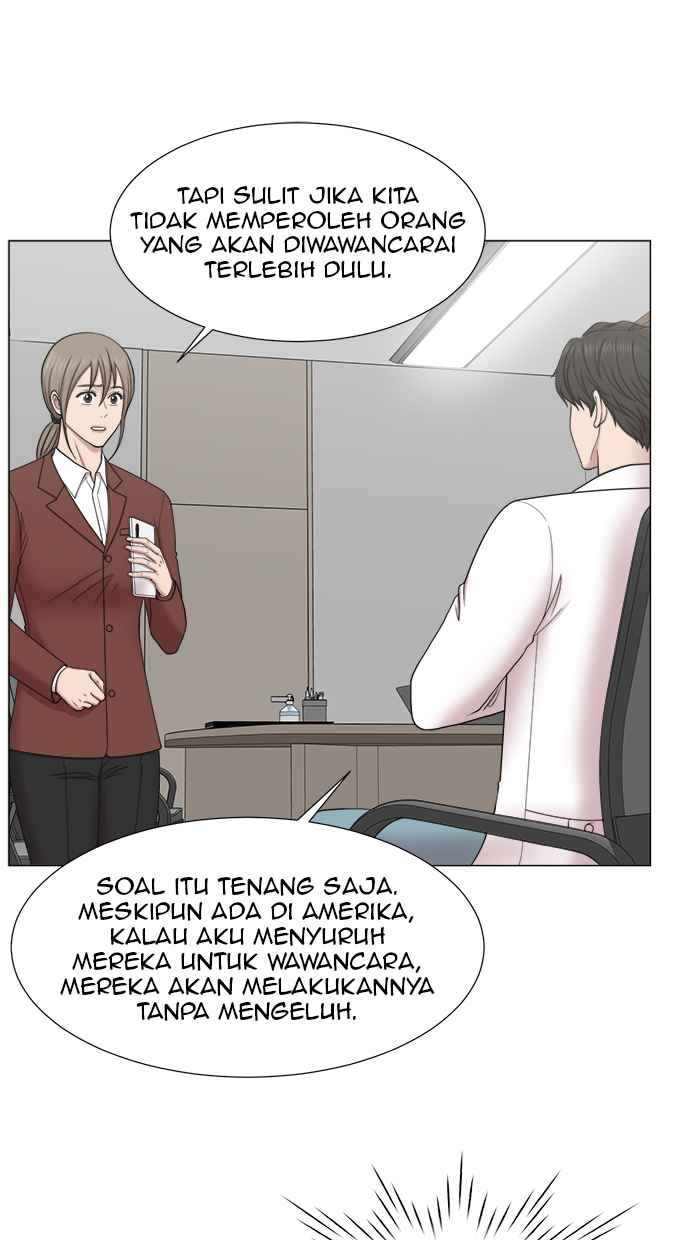 TAPI SULIT JIKA KITA
TIDAK MEMPEROLEH ORANG
YANG AKAN DIWAWANCARAI
TERLEBIH DULU.
SOAL ITU TENANG SAJA.
MESKIPUN ADA DI AMERIKA,
KALAU AKU MENYURUH
MEREKA UNTUK WAWANCARA,
MEREKA AKAN MELAKUKANNYA
TANPA MENGELUH.